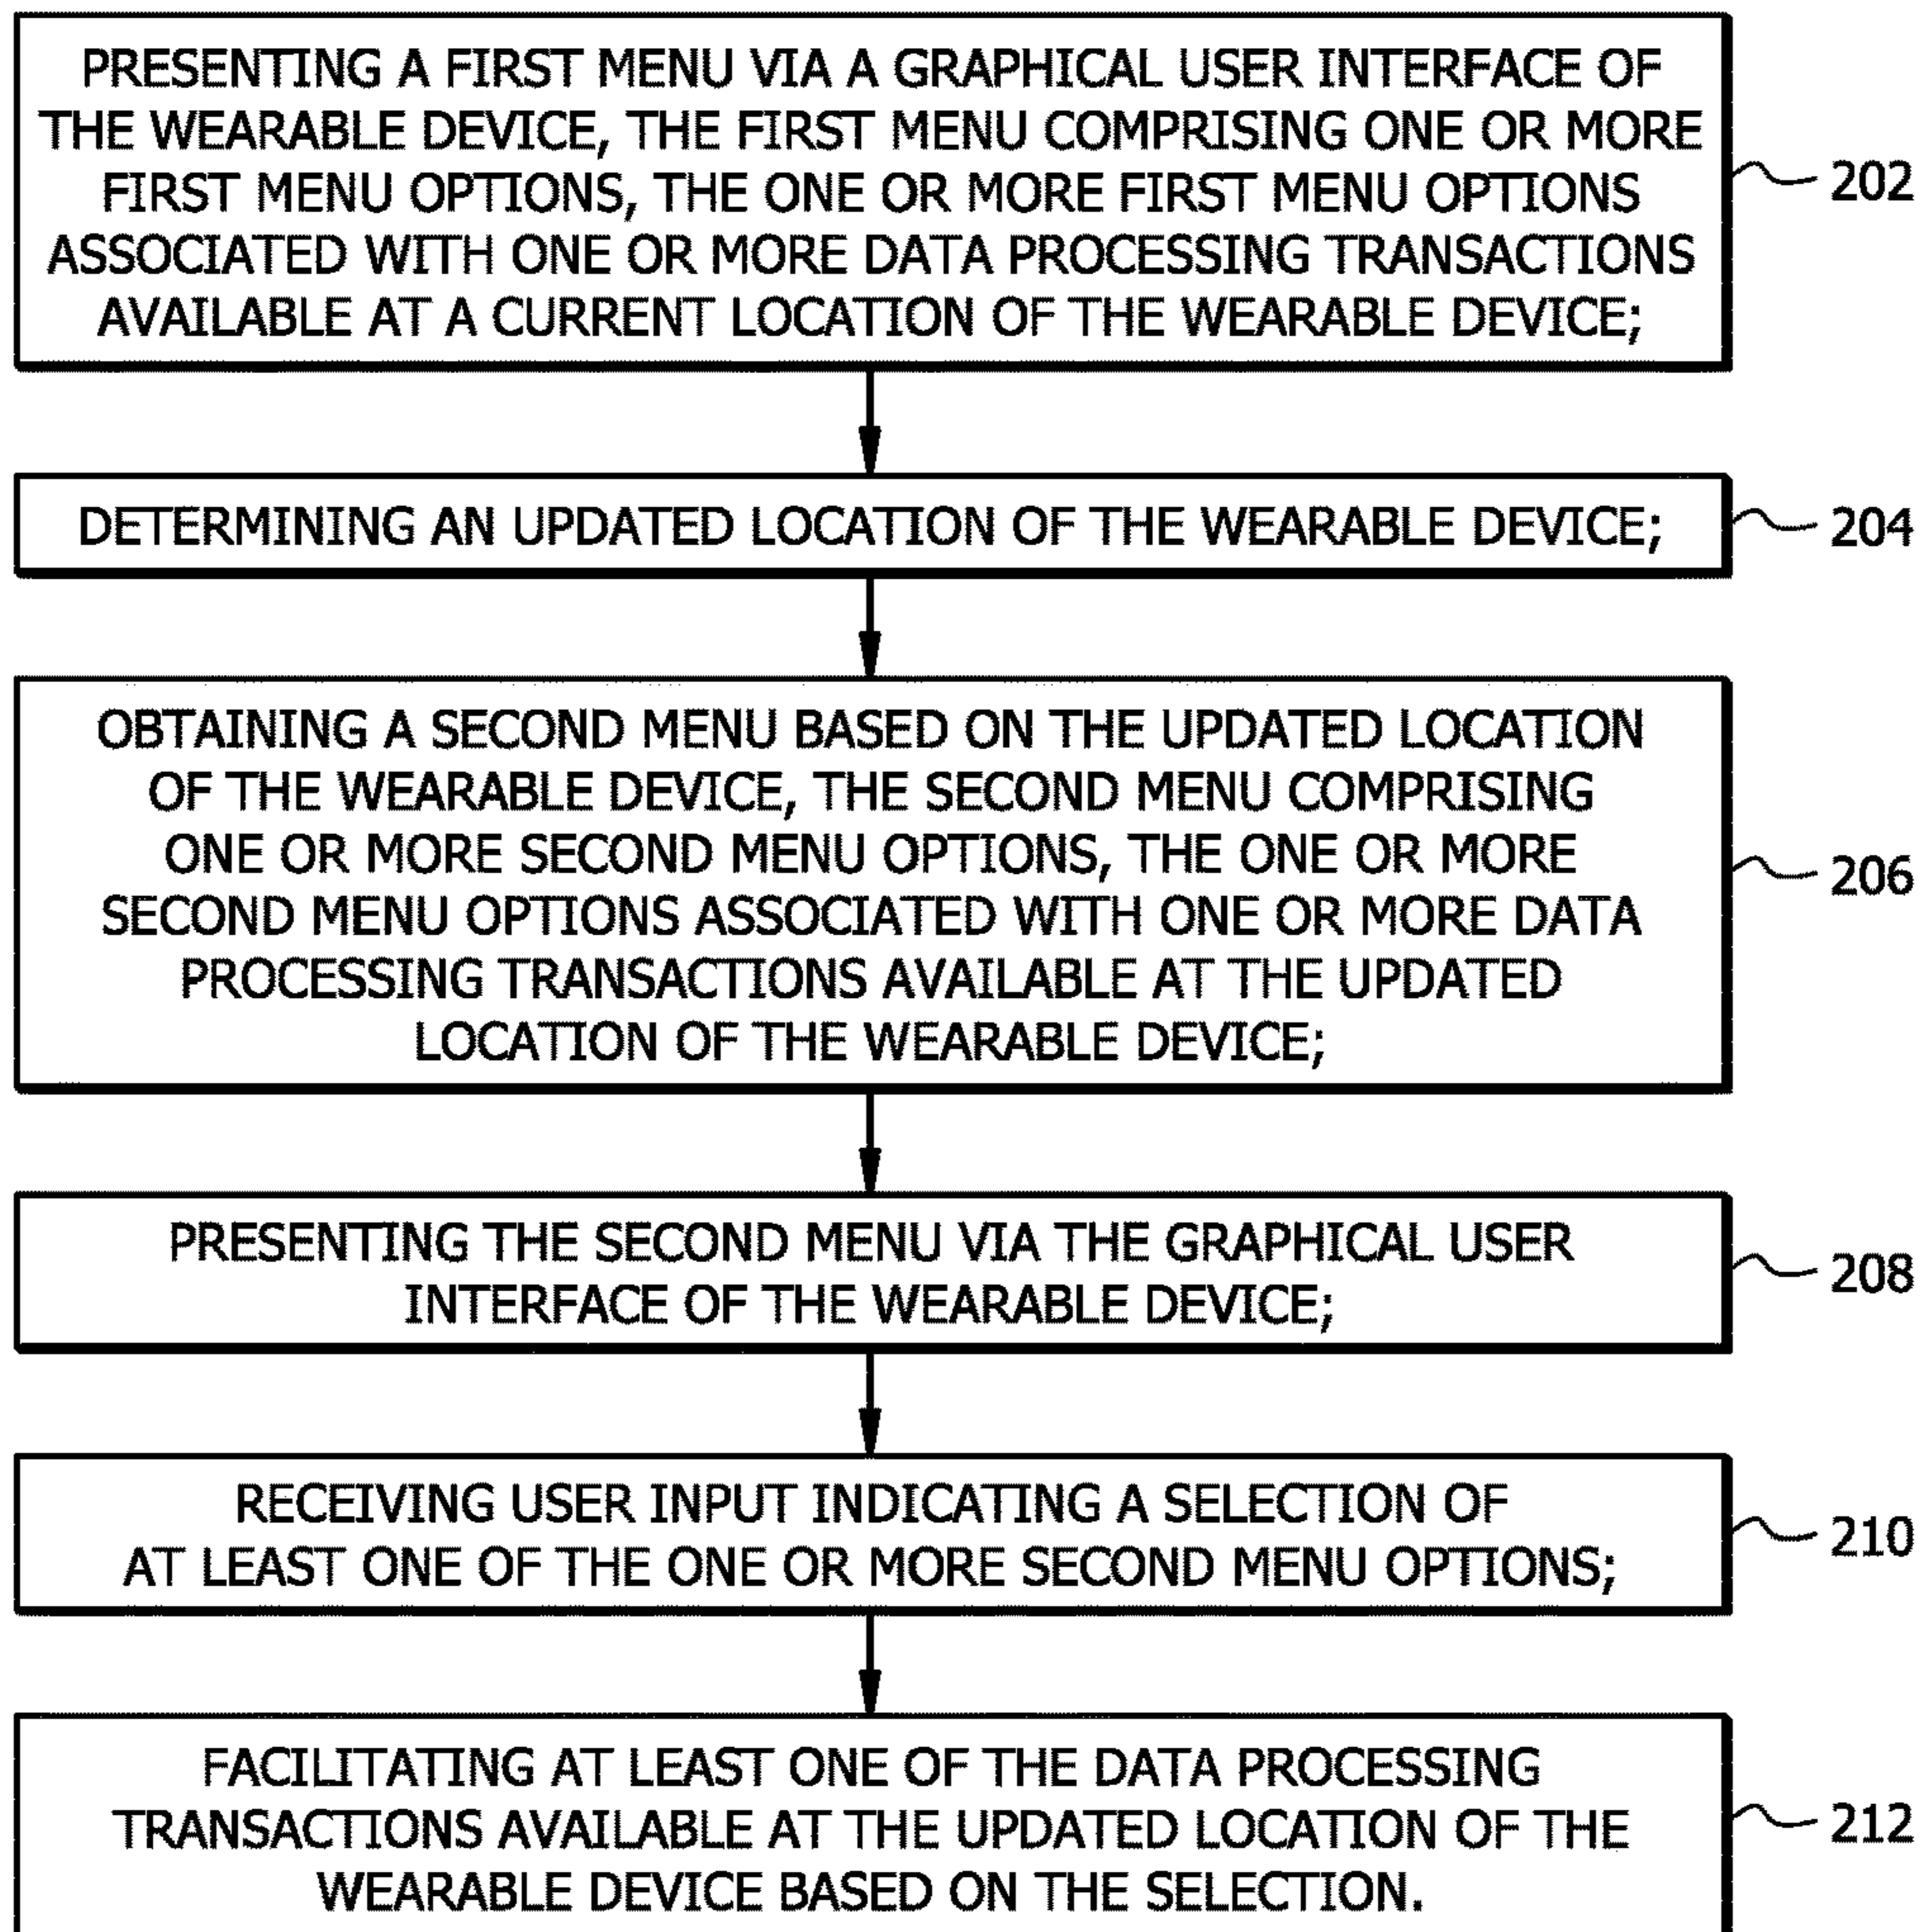 PRESENTING A FIRST MENU VIA A GRAPHICAL USER INTERFACE OF
THE WEARABLE DEVICE, THE FIRST MENU COMPRISING ONE OR MORE
FIRST MENU OPTIONS, THE ONE OR MORE FIRST MENU OPTIONS
ASSOCIATED WITH ONE OR MORE DATA PROCESSING TRANSACTIONS
AVAILABLE AT A CURRENT LOCATION OF THE WEARABLE DEVICE;
202
DETERMINING AN UPDATED LOCATION OF THE WEARABLE DEVICE;
204
OBTAINING A SECOND MENU BASED ON THE UPDATED LOCATION
OF THE WEARABLE DEVICE, THE SECOND MENU COMPRISING
ONE OR MORE SECOND MENU OPTIONS, THE ONE OR MORE
SECOND MENU OPTIONS ASSOCIATED WITH ONE OR MORE DATA
PROCESSING TRANSACTIONS AVAILABLE AT THE UPDATED
LOCATION OF THE WEARABLE DEVICE;
206
PRESENTING THE SECOND MENU VIA THE GRAPHICAL USER
INTERFACE OF THE WEARABLE DEVICE;
208
RECEIVING USER INPUT INDICATING A SELECTION OF
AT LEAST ONE OF THE ONE OR MORE SECOND MENU OPTIONS;
210
FACILITATING AT LEAST ONE OF THE DATA PROCESSING
TRANSACTIONS AVAILABLE AT THE UPDATED LOCATION OF THE
WEARABLE DEVICE BASED ON THE SELECTION.
212